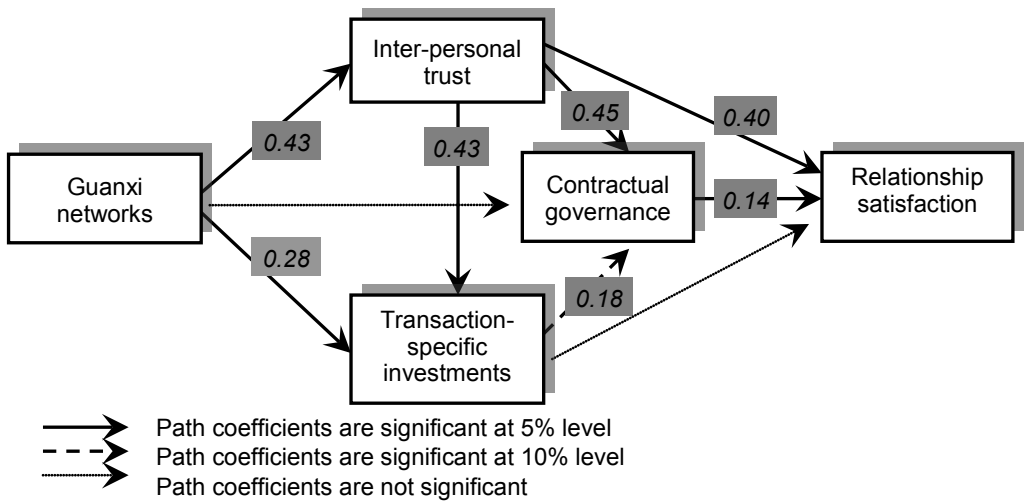 Inter-personal
trust
0.45
0.40
0.43
0.43
Guanxi
networks
Contractual
governance
0.14
Relationship
satisfaction
0.28
0.18
Transaction-
specific
investments
Path coefficients are significant at 5% level
Path coefficients are significant at 10% level
Path coefficients are not significant